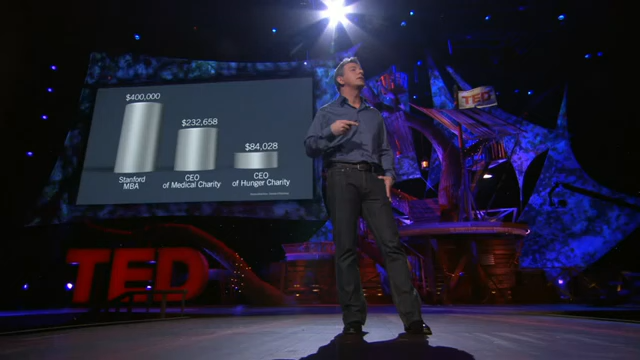 $400,000
$232,658
$84,028
Stanford
MBA
CEO
of Medical Charity
CEO
of Hunger Charity
TED
TED